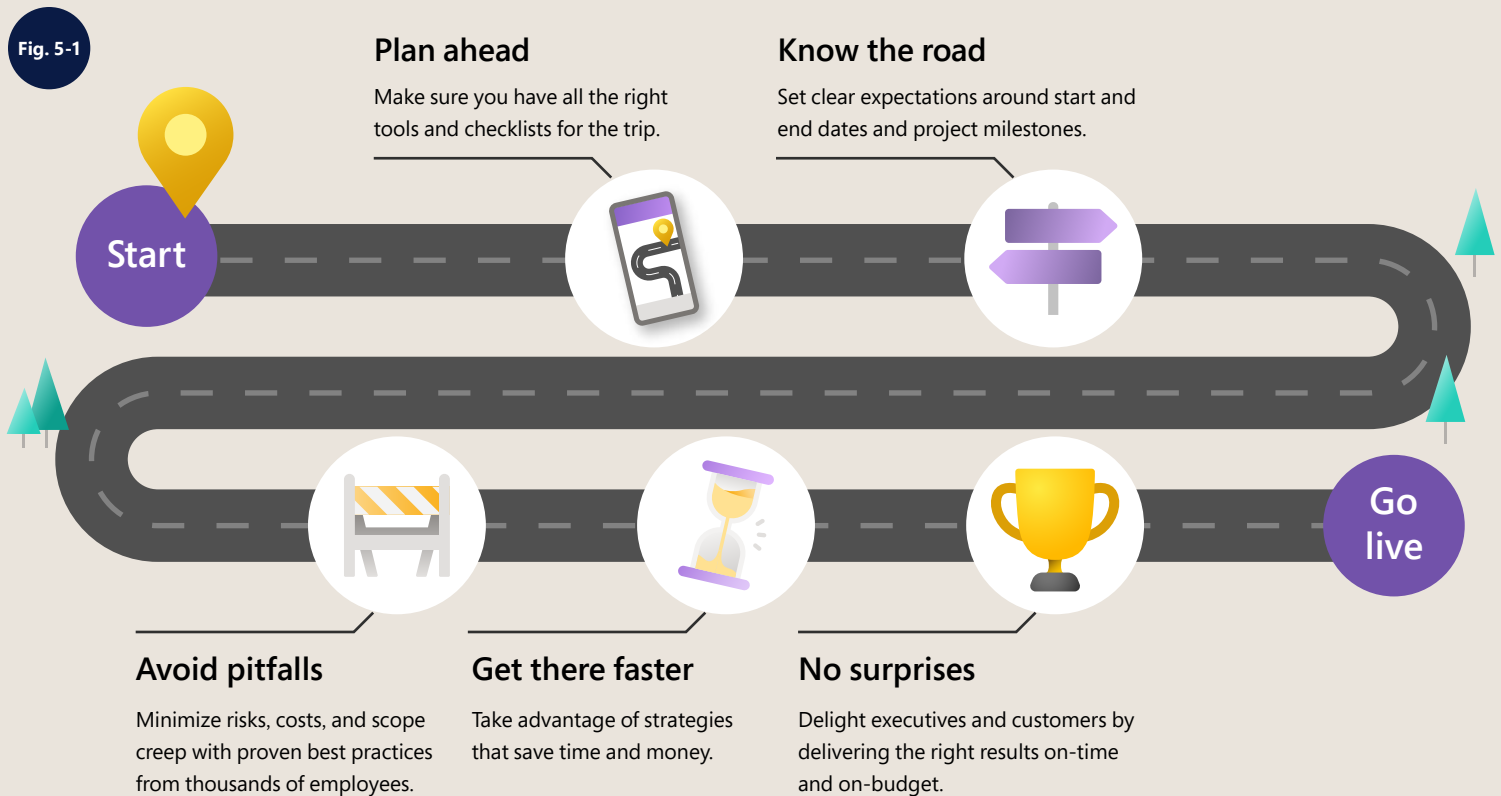 Fig. 5-1
Plan ahead
Make sure you have all the right
tools and checklists for the trip.
Know the road
Set clear expectations around start and
end dates and project milestones.
Start
Go
live
Avoid pitfalls
Minimize risks, costs, and scope
creep with proven best practices
from thousands of employees.
Get there faster
Take advantage of strategies
that save time and money.
No surprises
Delight executives and customers by
delivering the right results on-time
and on-budget.